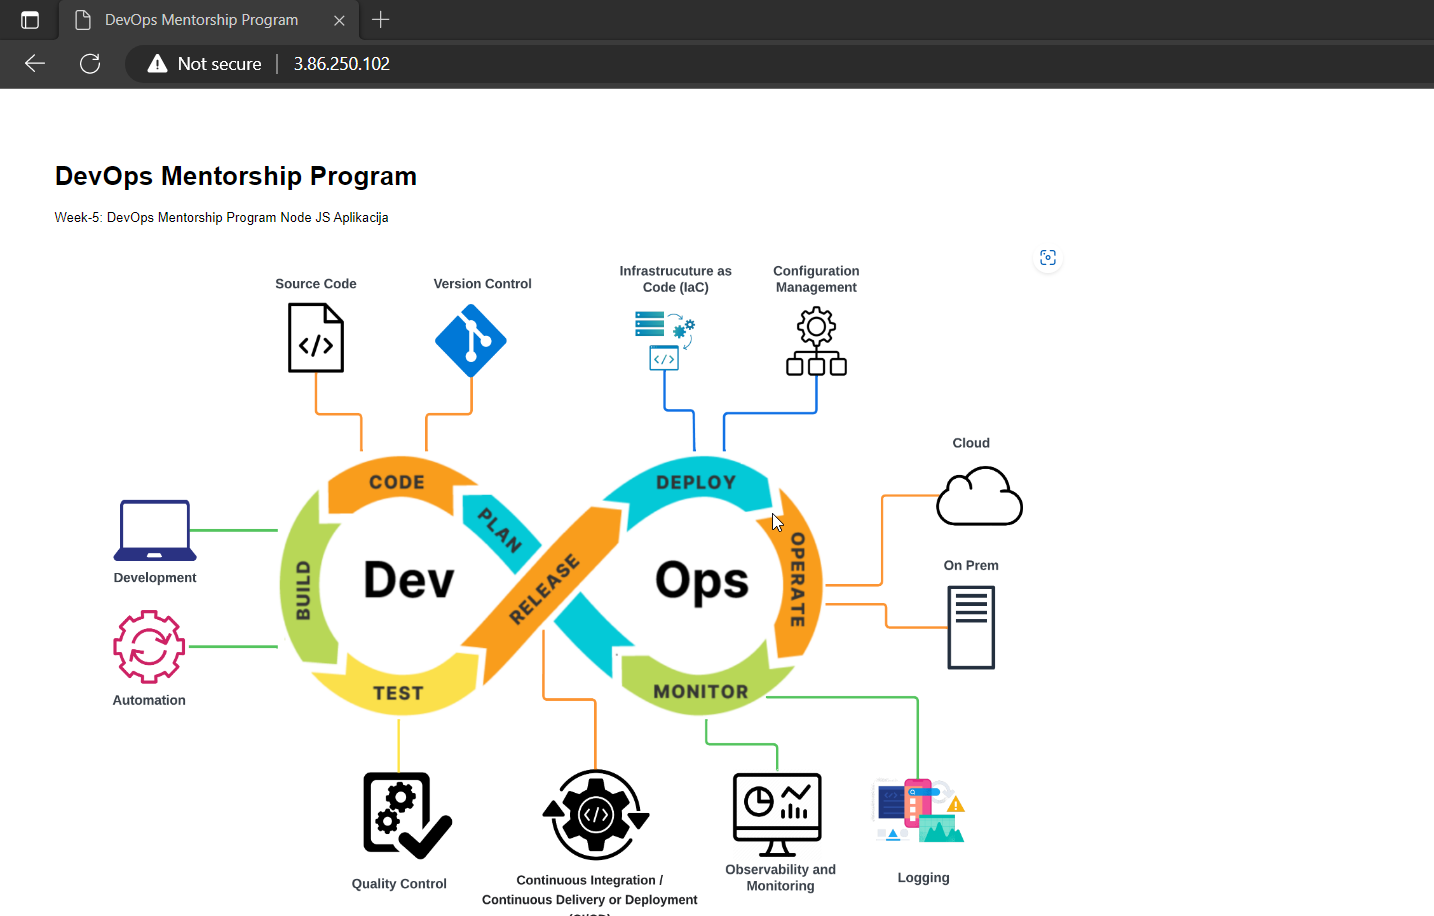 DevOps Mentorship Program
Not secure
3.86.250.102
DevOps Mentorship Program
Week-5: DevOps Mentorship Program Node JS Aplikacija
Source Code
Version Control
Infrastrucuture as
Code (IaC)
Configuration
Management
Cloud
On Prem
Development
Automation
CODE
PLAN
BUILD
Dev
RELEASE
TEST
DEPLOY
OPERATE
Ops
MONITOR
Quality Control
Continuous Integration /
Continuous Delivery or Deployment
Observability and
Monitoring
Logging